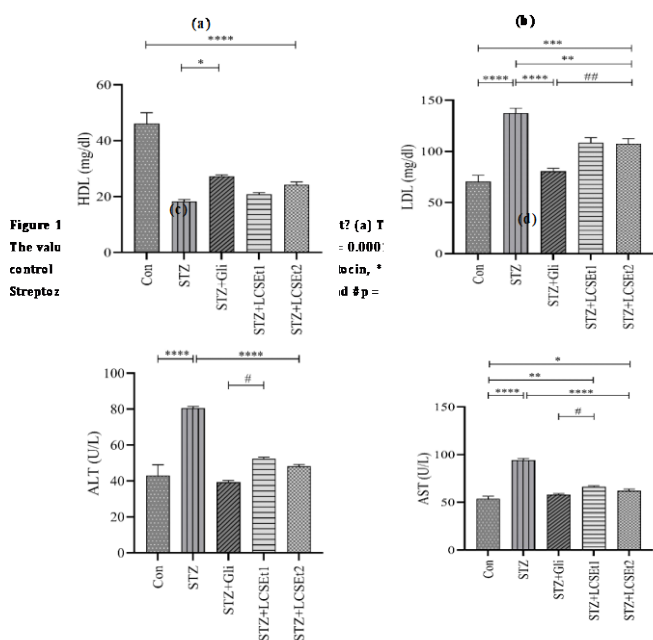 (a)
(b)
****
*
60
40
20
0
HDL (mg/dl)
Con
STZ
STZ+Gli
STZ+LCSEt1
STZ+LCSEt2
***
**
**** **** ##
150
100
50
0
LDL (mg/dl)
Con
STZ
STZ+Gli
STZ+LCSEt1
STZ+LCSEt2
(c)
(d)
Figure 1 t? (a) T
The valu = 0.000
control tocin, *
Streptoz nd #p =
**** ****
#
100
80
60
40
20
0
ALT (U/L)
Con
STZ
STZ+Gli
STZ+LCSEt1
STZ+LCSEt2
*
**
**** ****
#
150
100
50
0
AST (U/L)
Con
STZ
STZ+Gli
STZ+LCSEt1
STZ+LCSEt2